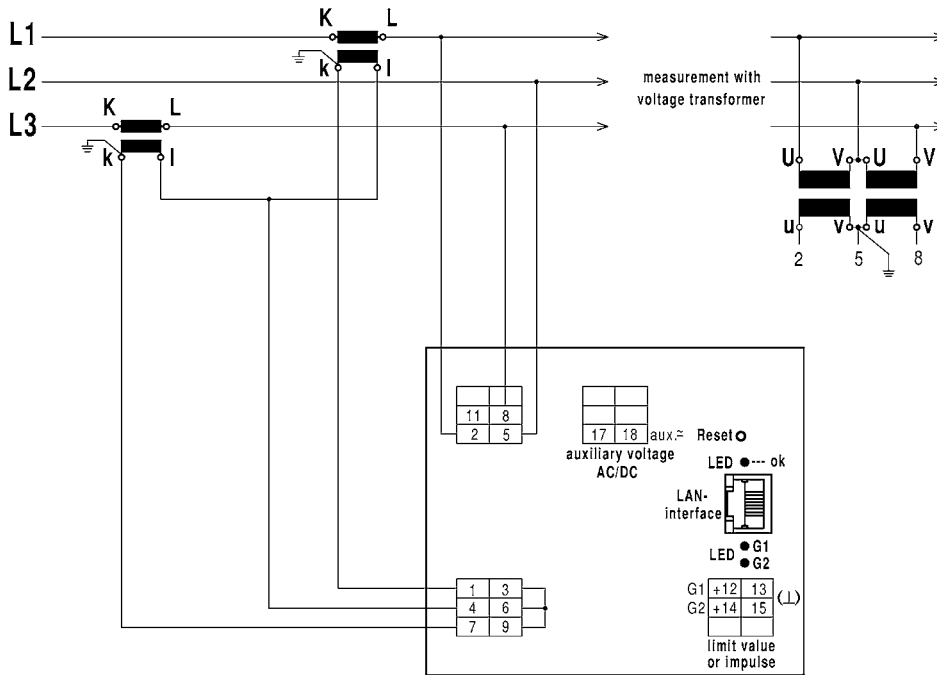 K L
L1
k l
L2
measurement with
voltage transformer
K L
L3
k l
U V U V
u v u v
2 5 8
11 8
2 5
17 18 aux.≂ Reset
auxiliary voltage
AC/DC
LED --- ok
LAN-
interface
LED G1
G2
1 3
4 6
7 9
G1 +12 13 (⊥)
G2 +14 15
limit value
or impulse